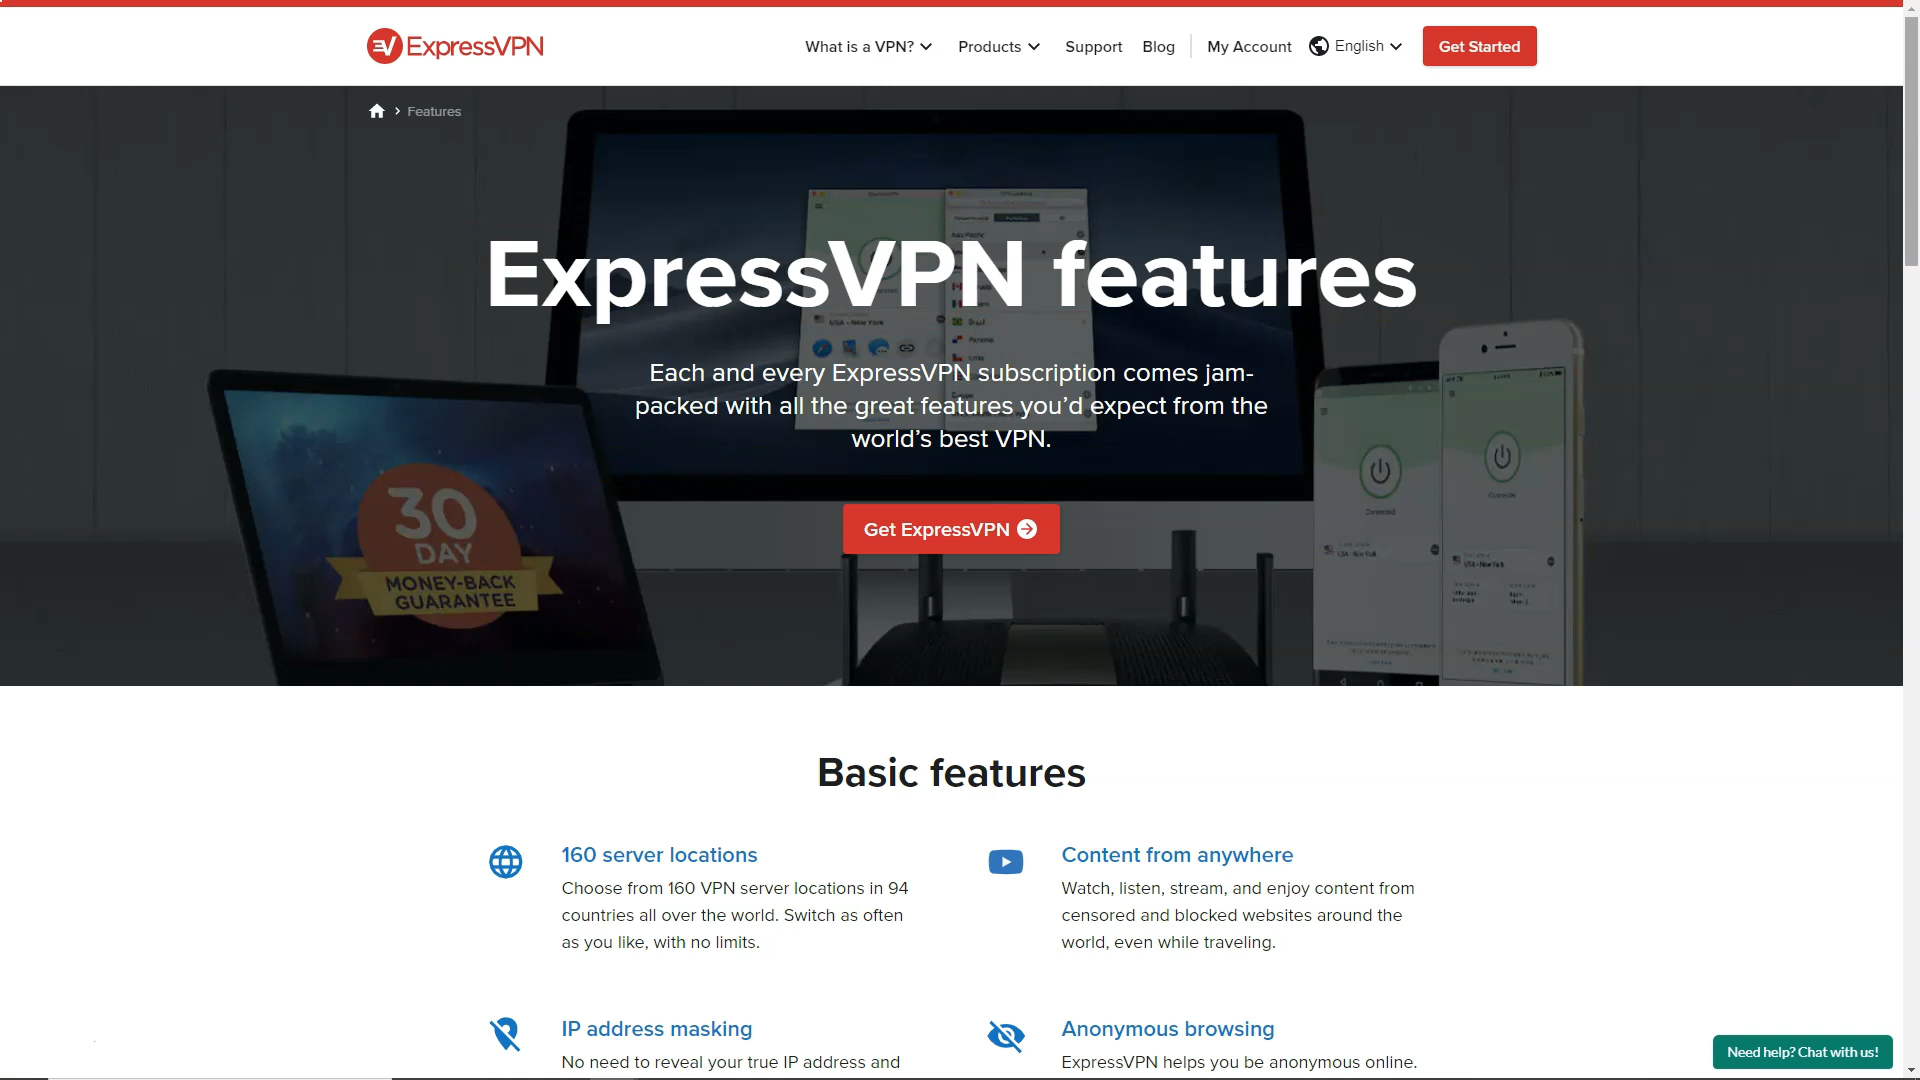 ExpressVPN
What is a VPN? Products Support Blog My Account English Get Started
Features
ExpressVPN features
Each and every ExpressVPN subscription comes jam-
packed with all the great features you’d expect from the
world’s best VPN.
Get ExpressVPN
30
DAY
MONEY-BACK
GUARANTEE
Basic features
160 server locations
Choose from 160 VPN server locations in 94
countries all over the world. Switch as often
as you like, with no limits.
Content from anywhere
Watch, listen, stream, and enjoy content from
censored and blocked websites around the
world, even while traveling.
IP address masking
No need to reveal your true IP address and
Anonymous browsing
ExpressVPN helps you be anonymous online.
Need help? Chat with us!